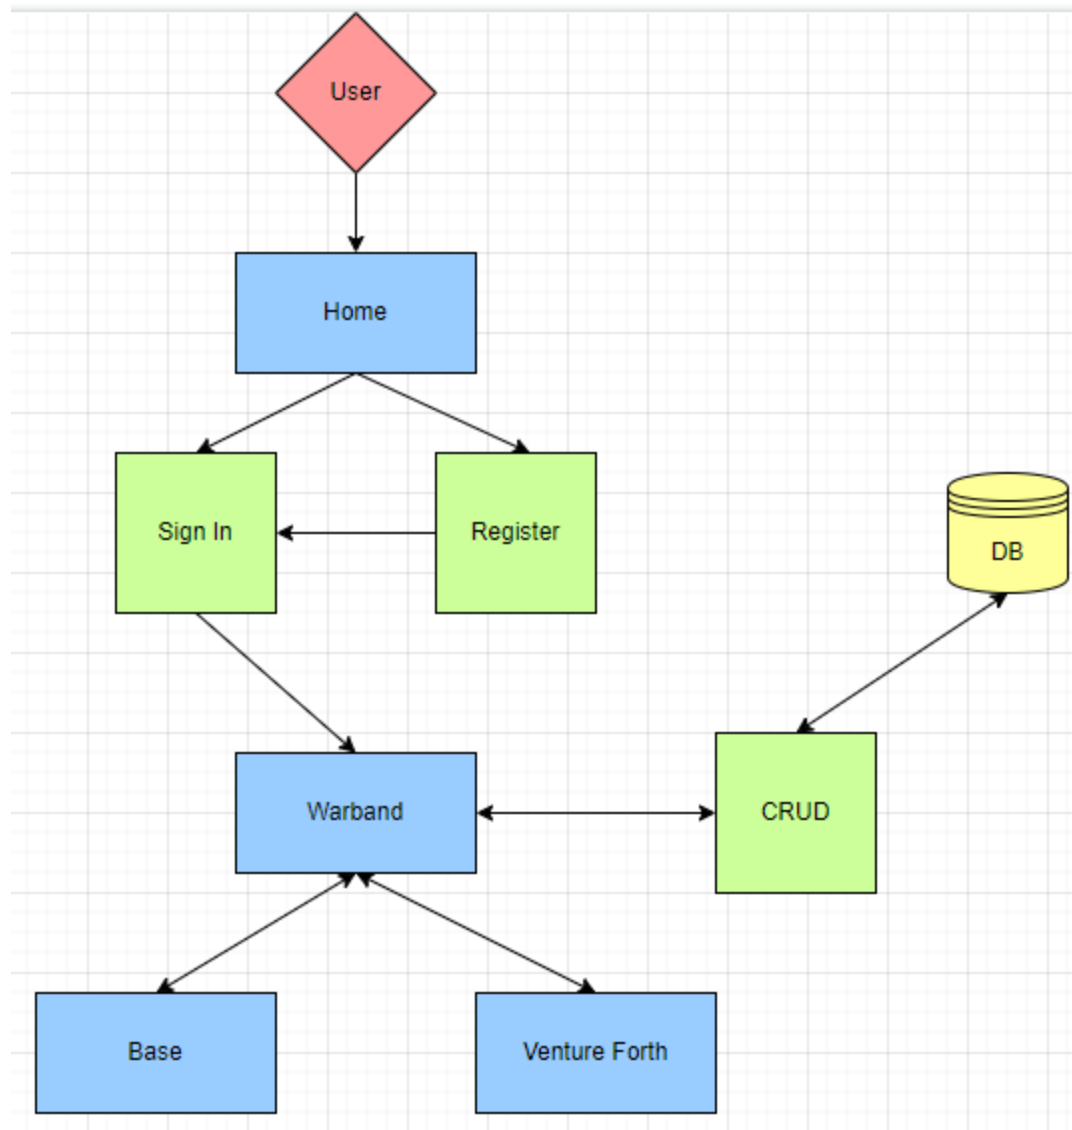 User
Home
Sign In
Register
DB
Warband
CRUD
Base
Venture Forth